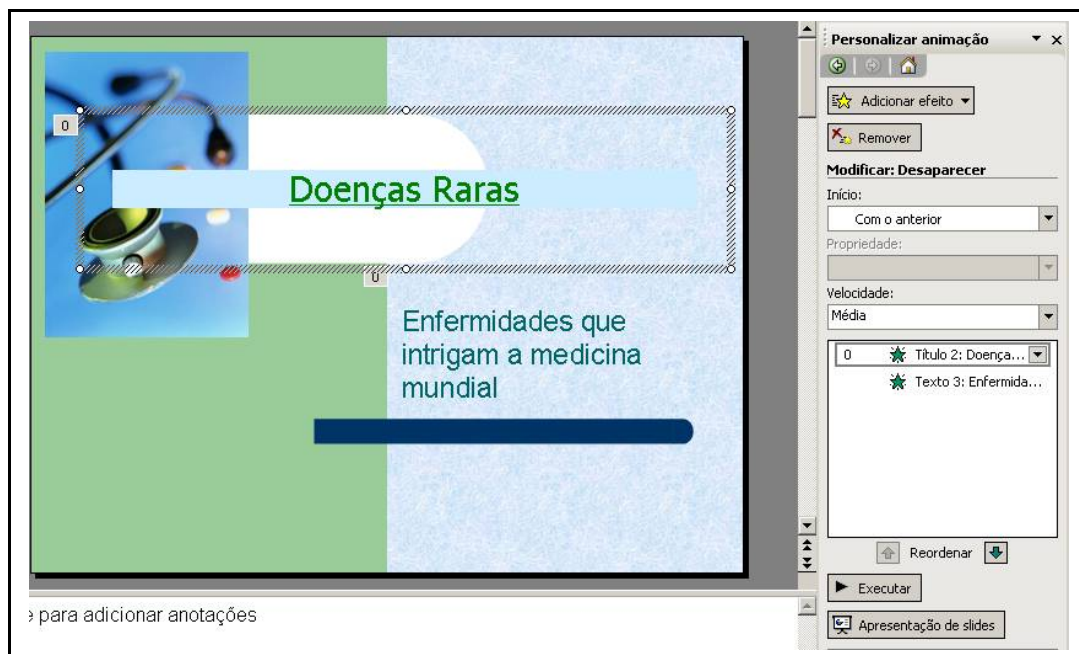 0
Doenças Raras
0
Enfermidades que
intrigam a medicina
mundial
para adicionar anotações
Personalizar animação
Adicionar efeito
Remover
Modificar: Desaparecer
Início:
Com o anterior
Propriedade:
Velocidade:
Média
0 Título 2: Doença...
Texto 3: Enfermida...
Reordenar
Executar
Apresentação de slides